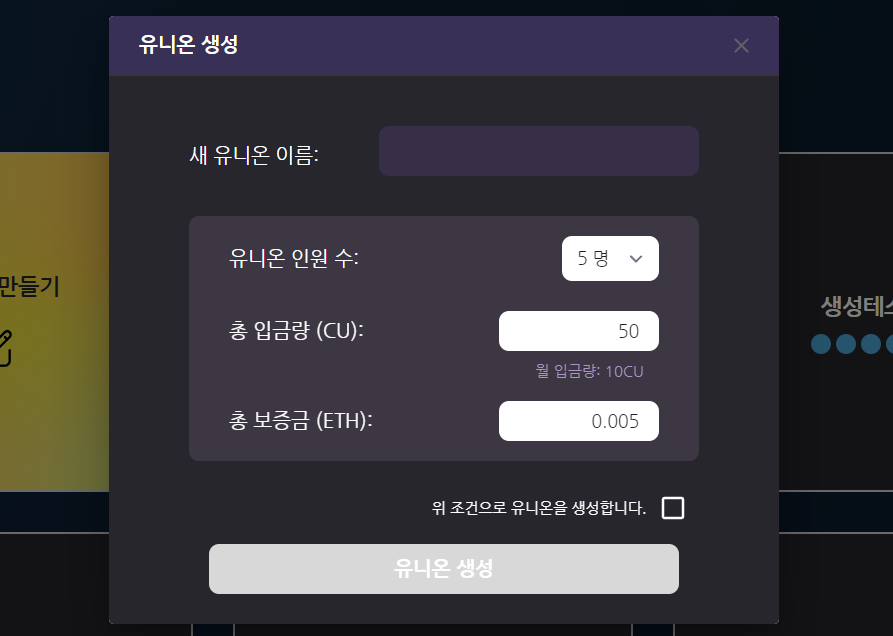 유니온 생성
새 유니온 이름:
유니온 인원 수:
5 명
총 입금량 (CU):
50
월 입금량: 10CU
총 보증금 (ETH):
0.005
위 조건으로 유니온을 생성합니다.
유니온 생성
만들기
생성테스